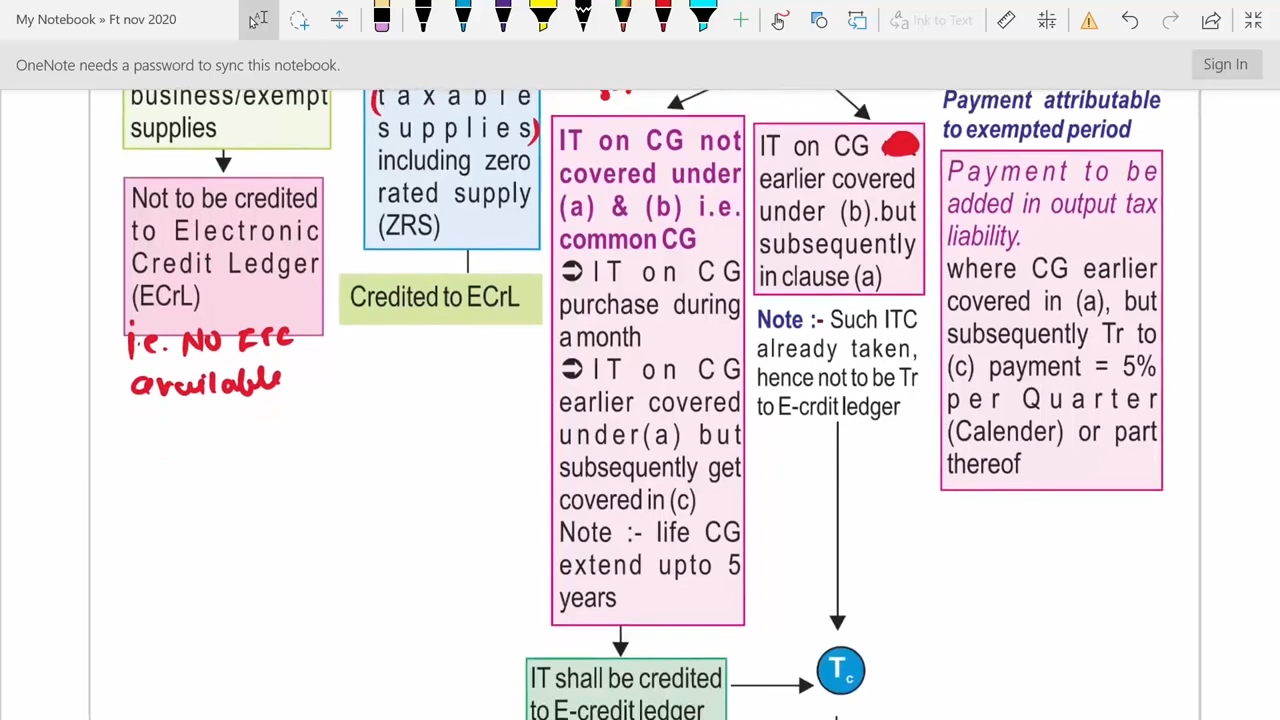 My Notebook » Ft nov 2020
Ink to Text
OneNote needs a password to sync this notebook.
Sign In
business/exempt
supplies
Not to be credited
to Electronic
Credit Ledger
(ECrL)
i.e. NO ITC
available
(taxable
supplies)
including zero
rated supply
(ZRS)
Credited to ECrL
IT on CG not
covered under
(a) & (b) i.e.
common CG
➲ IT on CG
purchase during
a month
➲ IT on CG
earlier covered
under(a) but
subsequently get
covered in (c)
Note :- life CG
extend upto 5
years
IT shall be credited
to E-credit ledger
IT on CG
earlier covered
under (b).but
subsequently
in clause (a)
Note :- Such ITC
already taken,
hence not to be Tr
to E-crdit ledger
Tc
Payment attributable
to exempted period
Payment to be
added in output tax
liability.
where CG earlier
covered in (a), but
subsequently Tr to
(c) payment = 5%
per Quarter
(Calender) or part
thereof